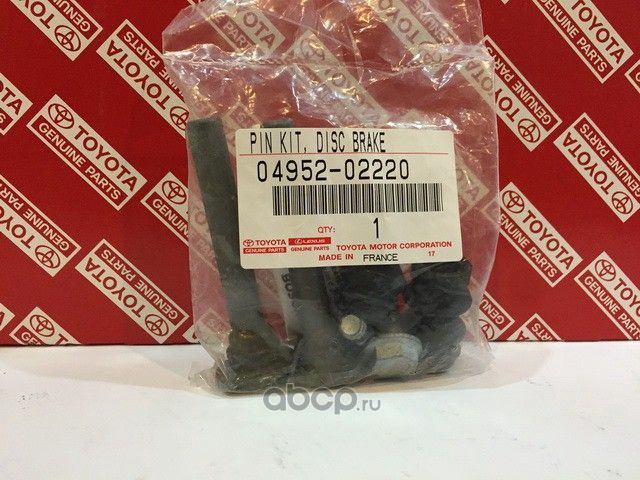 PIN KIT, DISC BRAKE
04952-02220
QTY: 1
TOYOTA LEXUS TOYOTA MOTOR CORPORATION
GENUINE PARTS GENUINE PARTS
MADE IN FRANCE 17
TOYOTA
GENUINE PARTS
abcp.ru